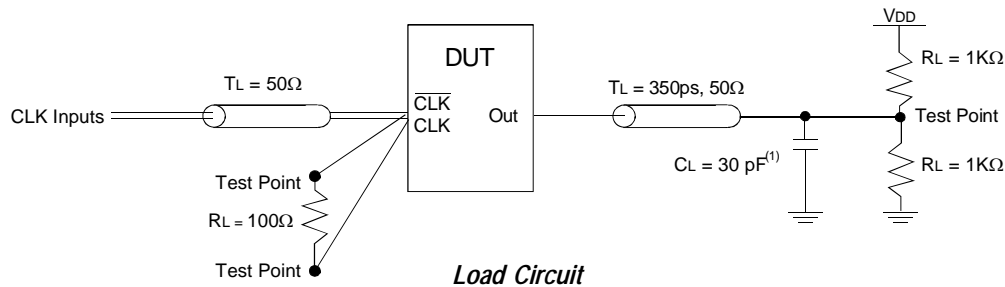 VDD
DUT
RL = 1KΩ
TL = 50Ω
TL = 350ps, 50Ω
CLK Inputs
CLK
CLK
Out
Test Point
CL = 30 pF(1)
RL = 1KΩ
Test Point
RL = 100Ω
Test Point
Load Circuit